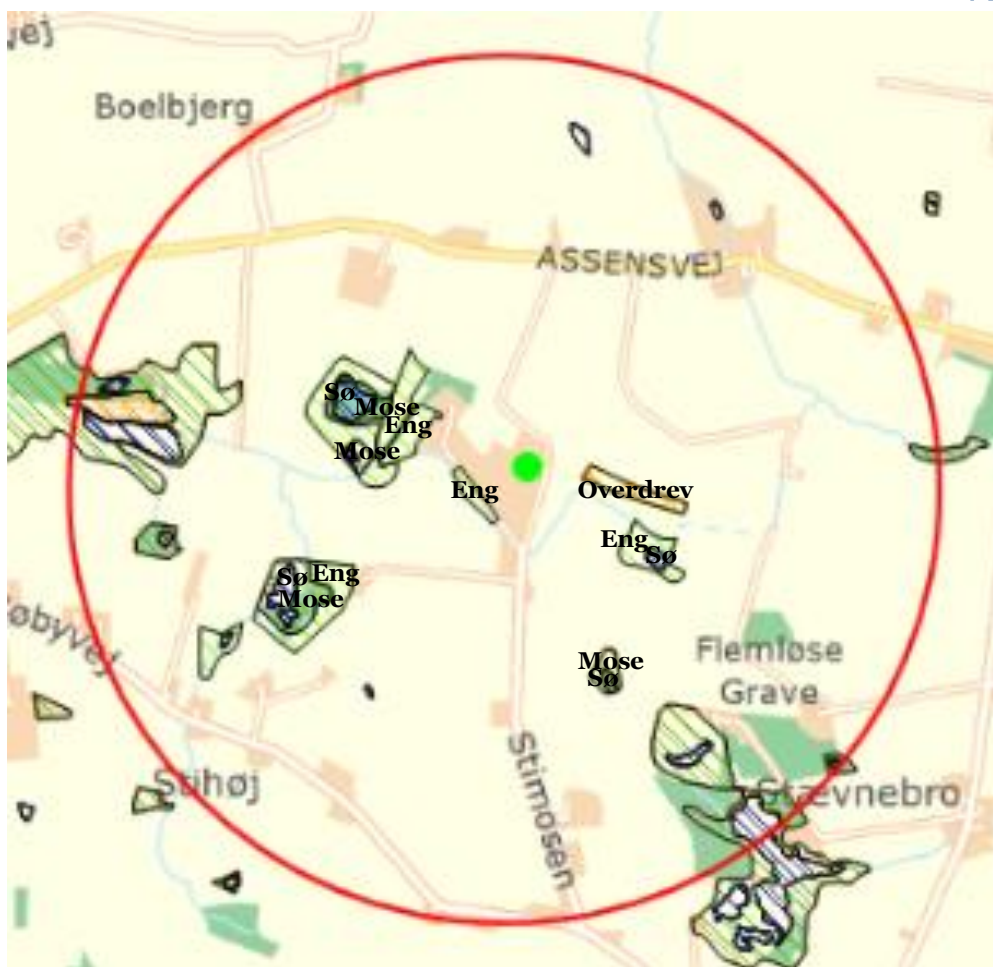 Boelbjerg
ASSENSVEJ
Sø
Mose
Eng
Mose
Eng
Overdrev
Eng
Sø
Sø
Eng
Mose
Mose
Sø
Flemløse
Grave
Stihøj
Stævnebro
Stimosen